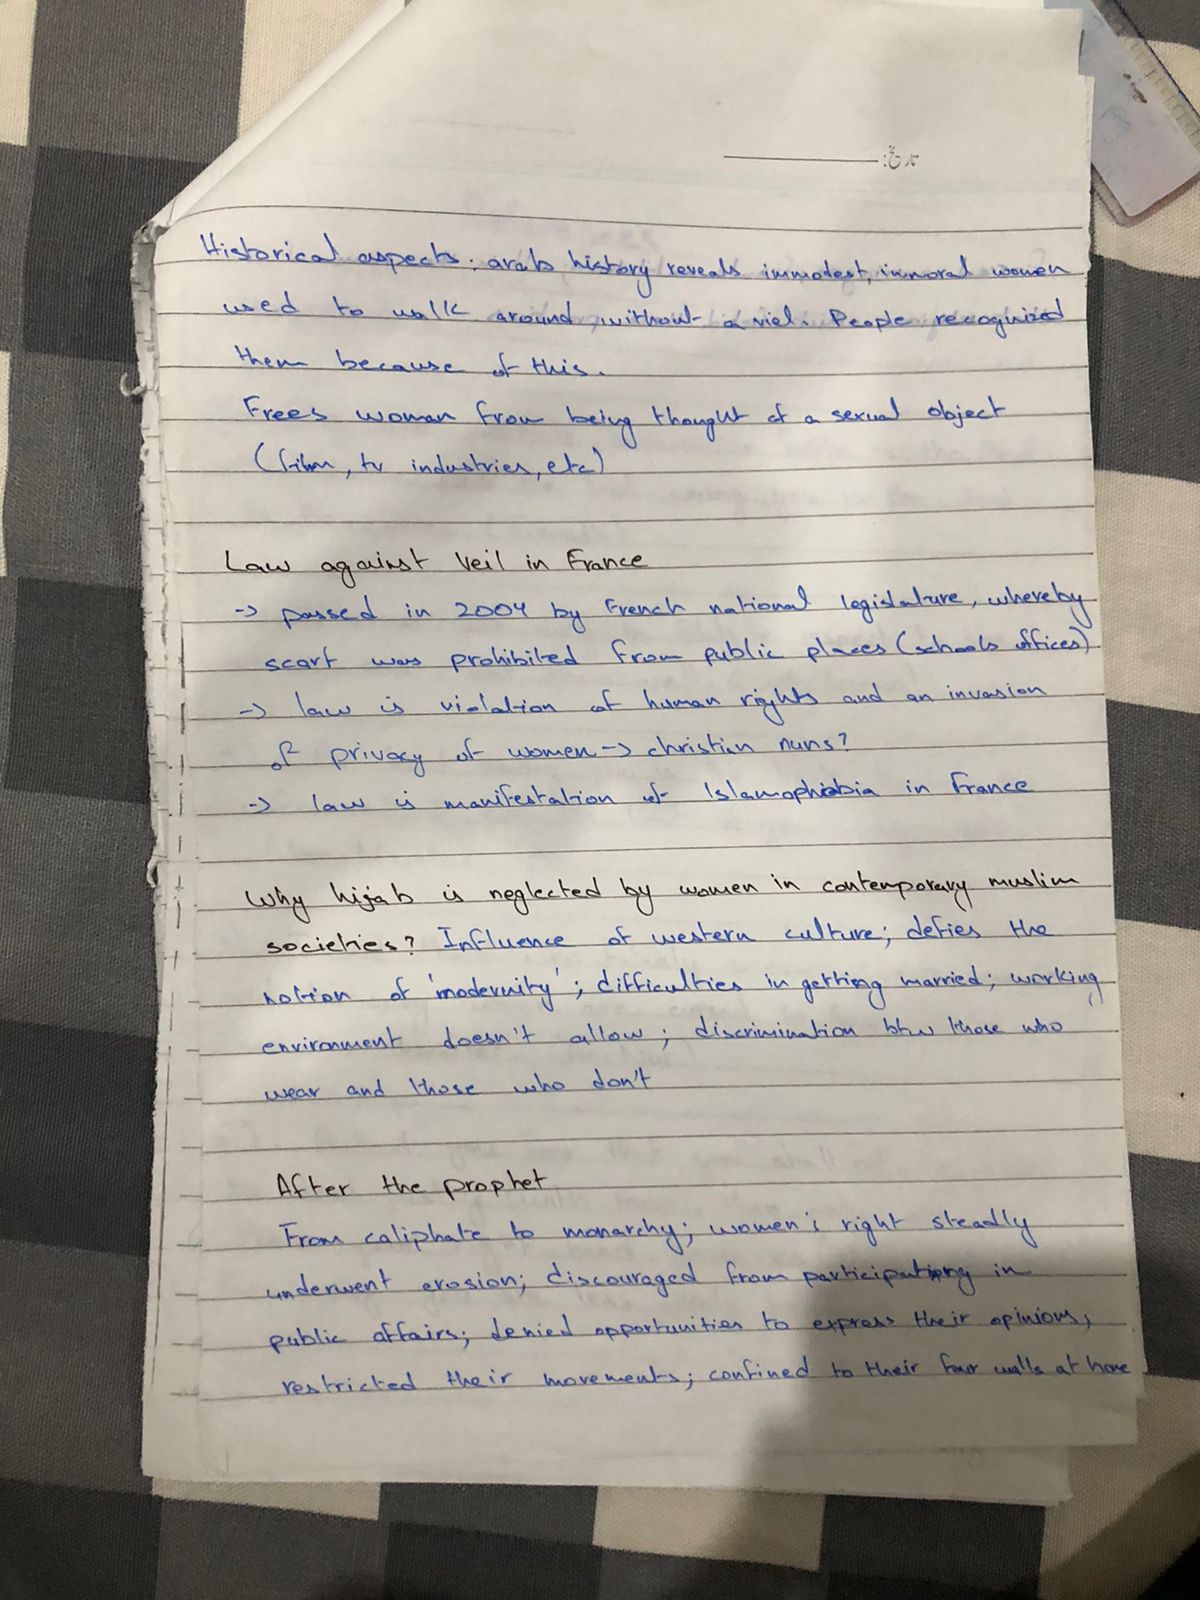 تاریخ:
Historical aspects: arab history reveals immodest, immoral women
used to walk around without a viel. People recognized
them because of this.
Frees woman from being thought of a sexual object
(film, tv industries, etc)
Law against veil in France
-> passed in 2004 by French national legislature, whereby
scarf was prohibited from public places (schools offices)
-> law is violation of human rights and an invasion
of privacy of women -> christian nuns?
-> law is manifestation of Islamophobia in France
Why hijab is neglected by women in contemporary muslim
societies? Influence of western culture; defies the
notion of 'modernity'; difficulties in getting married; working
environment doesn't allow; discrimination btw those who
wear and those who don't
After the prophet
From caliphate to monarchy; women's right steadly
underwent erosion; discouraged from participating in
public affairs; denied opportunities to express their opinions;
restricted their movements; confined to their four walls at home